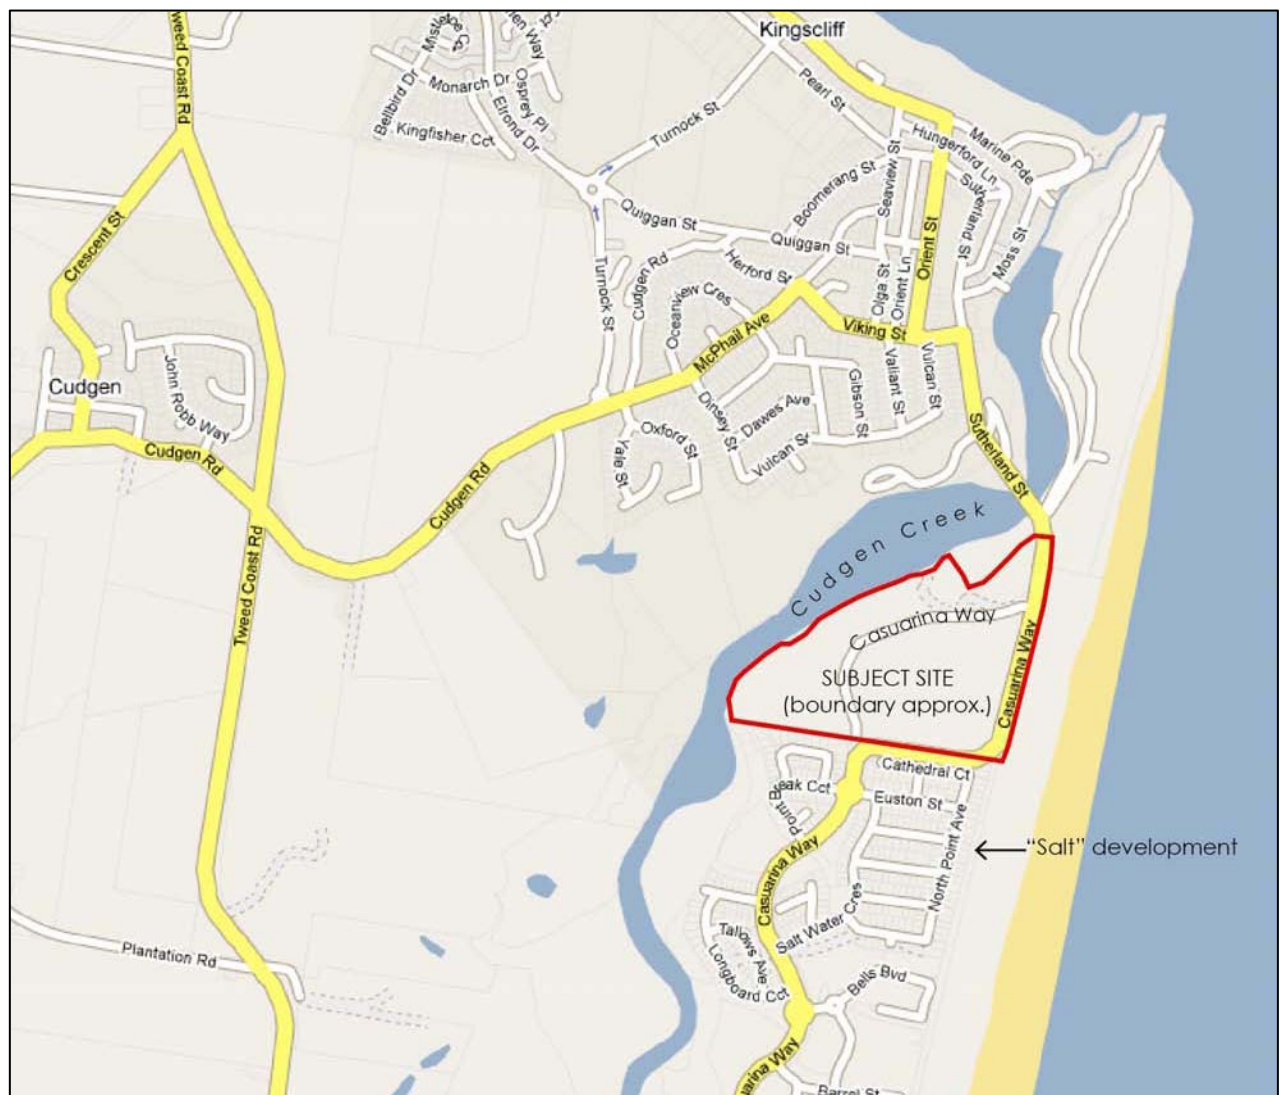 Kingscliff
Tweed Coast Rd
Monarch Dr
Bellbird Dr
Kingfisher Cct
Osprey Pl
Elrond Dr
Turnock St
Pearl St
Hungerford Ln
Marine Pde
Sutherland St
Moss St
Seaview St
Boomerang St
Quiggan St
Quiggan St
Orient St
Olga St
Orient Ln
Crescent St
Turnock St
Cudgen Rd
Herford St
Oceanview Cres
McPhail Ave
Viking St
Valiant St
Vulcan St
Gibson St
Cudgen
John Robb Way
Cudgen Rd
Dinsey St
Dawes Ave
Vulcan St
Oxford St
Yale St
Sutherland St
Cudgen Rd
Cudgen Creek
Tweed Coast Rd
Casuarina Way
Casuarina Way
SUBJECT SITE
(boundary approx.)
Cathedral Ct
Point Break Cct
Euston St
North Point Ave
"Salt" development
Casuarina Way
Salt Water Cres
Tallows Ave
Longboard Cct
Bells Bvd
Plantation Rd
Barrel St